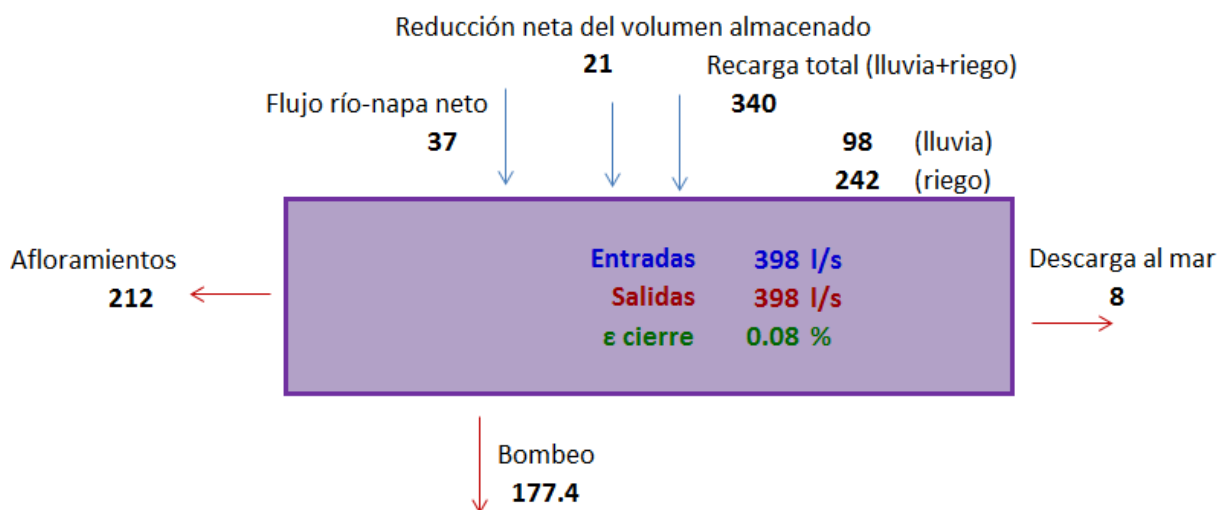 Reducción neta del volumen almacenado
21
Recarga total (lluvia+riego)
340
Flujo río-napa neto
37
98 (lluvia)
242 (riego)
Afloramientos
212
Entradas 398 l/s
Salidas 398 l/s
ε cierre 0.08 %
Descarga al mar
8
Bombeo
177.4